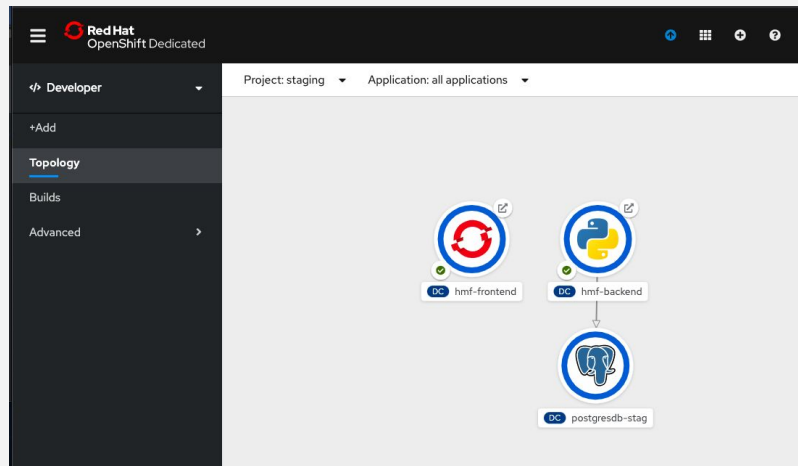 Red Hat
OpenShift Dedicated
Developer
Project: staging
Application: all applications
+Add
Topology
Builds
Advanced
DC hmf-frontend
DC hmf-backend
DC postgresdb-stag